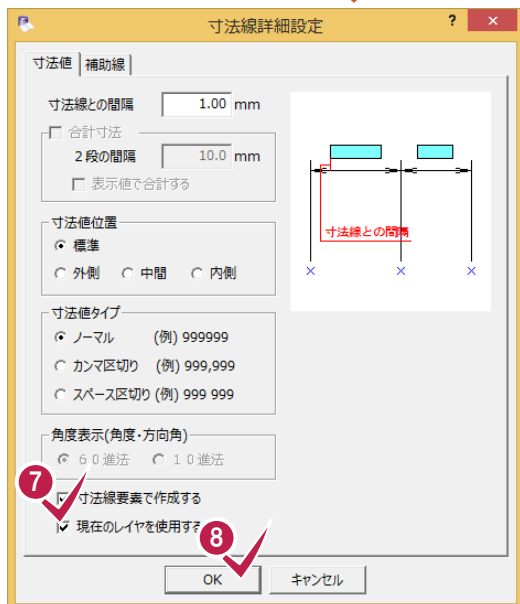 寸法線詳細設定 ? ×
寸法値 補助線
寸法線との間隔 1.00 mm
合計寸法
2段の間隔 10.0 mm
表示値で合計する
寸法値位置
標準
外側 中間 内側
寸法値タイプ
ノーマル (例) 999999
カンマ区切り (例) 999,999
スペース区切り (例) 999 999
角度表示(角度・方向角)
60進法 10進法
寸法線要素で作成する
現在のレイヤを使用する
OK キャンセル
寸法線との間隔
7
8